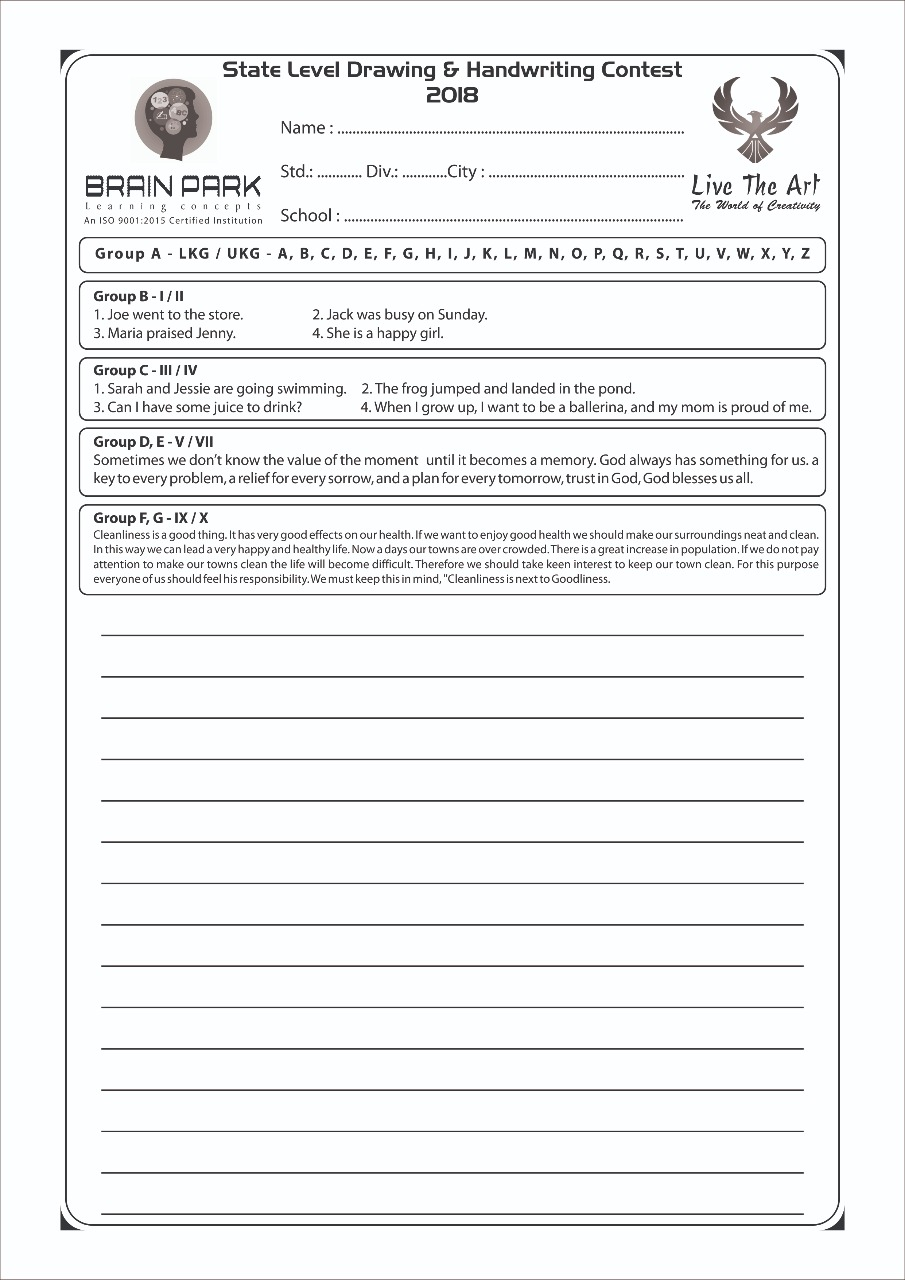 State Level Drawing & Handwriting Contest
2018
Name : ............................................................................................
Std.: ............ Div.: ............City : ....................................................
School : ..........................................................................................
BRAIN PARK
Learning concepts
An ISO 9001:2015 Certified Institution
Live The Art
The World of Creativity
Group A - LKG / UKG - A, B, C, D, E, F, G, H, I, J, K, L, M, N, O, P, Q, R, S, T, U, V, W, X, Y, Z
Group B - I / II
1. Joe went to the store. 2. Jack was busy on Sunday.
3. Maria praised Jenny. 4. She is a happy girl.
Group C - III / IV
1. Sarah and Jessie are going swimming. 2. The frog jumped and landed in the pond.
3. Can I have some juice to drink? 4. When I grow up, I want to be a ballerina, and my mom is proud of me.
Group D, E - V / VII
Sometimes we don't know the value of the moment until it becomes a memory. God always has something for us. a
key to every problem, a relief for every sorrow, and a plan for every tomorrow, trust in God, God blesses us all.
Group F, G - IX / X
Cleanliness is a good thing. It has very good effects on our health. If we want to enjoy good health we should make our surroundings neat and clean.
In this way we can lead a very happy and healthy life. Now a days our towns are over crowded. There is a great increase in population. If we do not pay
attention to make our towns clean the life will become difficult. Therefore we should take keen interest to keep our town clean. For this purpose
everyone of us should feel his responsibility. We must keep this in mind, "Cleanliness is next to Goodliness.